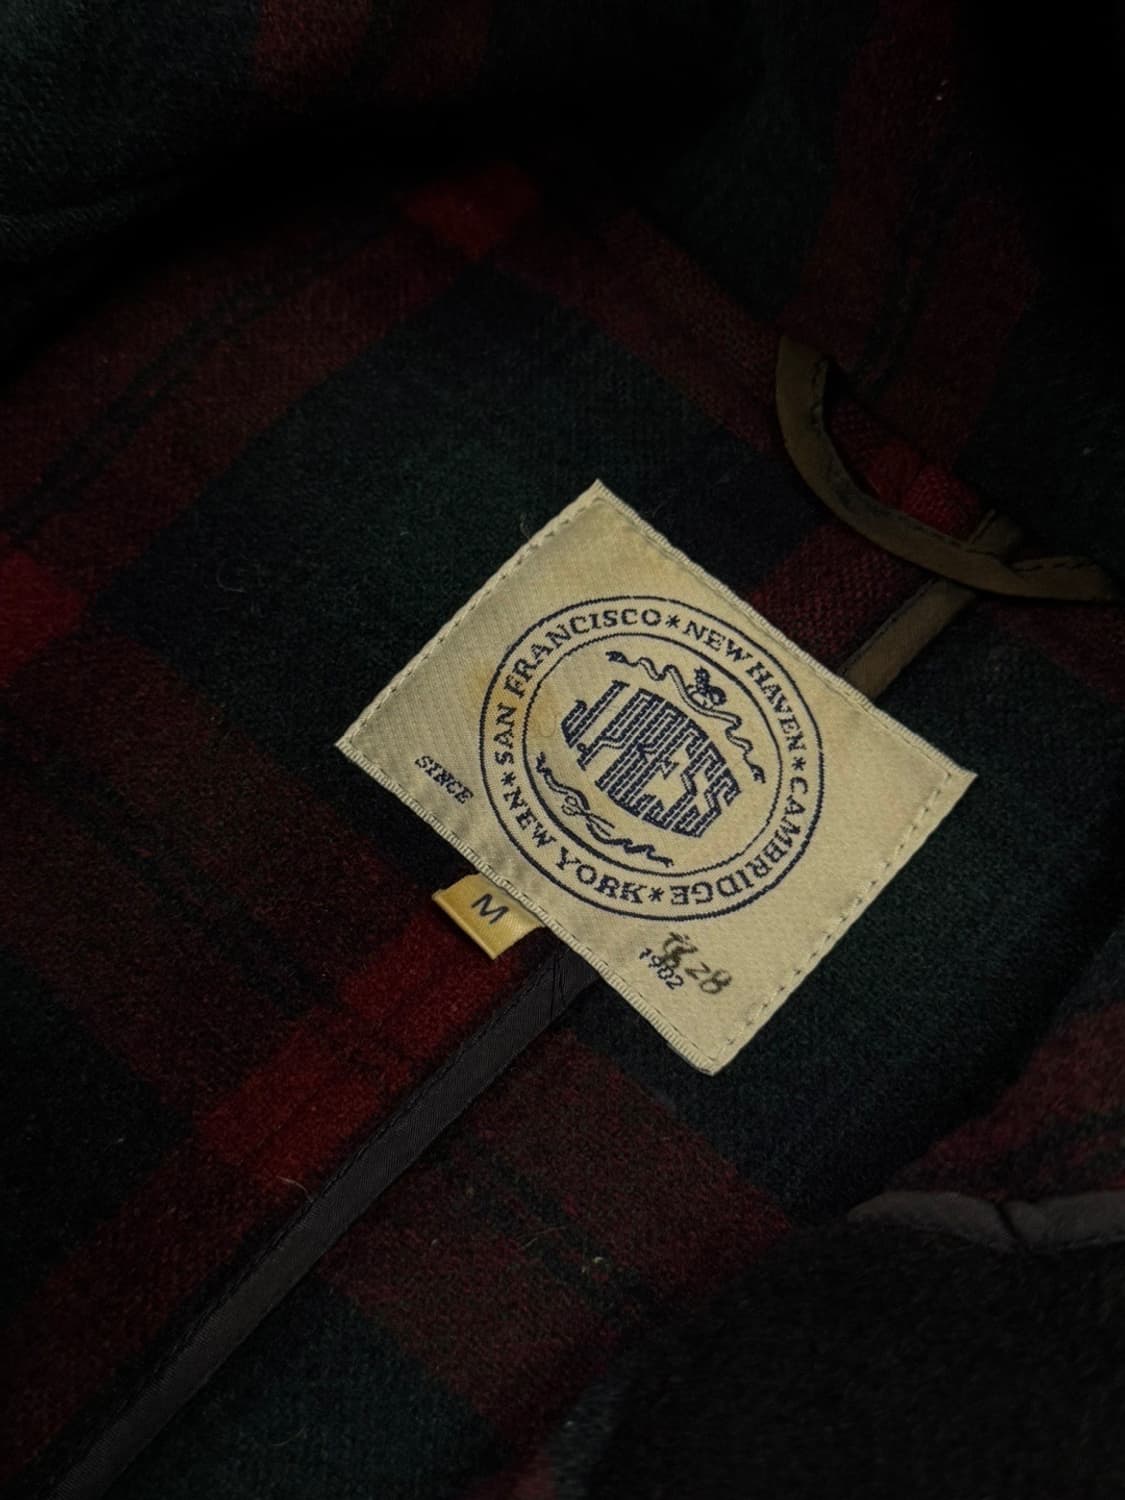 SAN FRANCISCO * NEW HAVEN * CAMBRIDGE * NEW YORK *
J. PRESS
SINCE
1902
M